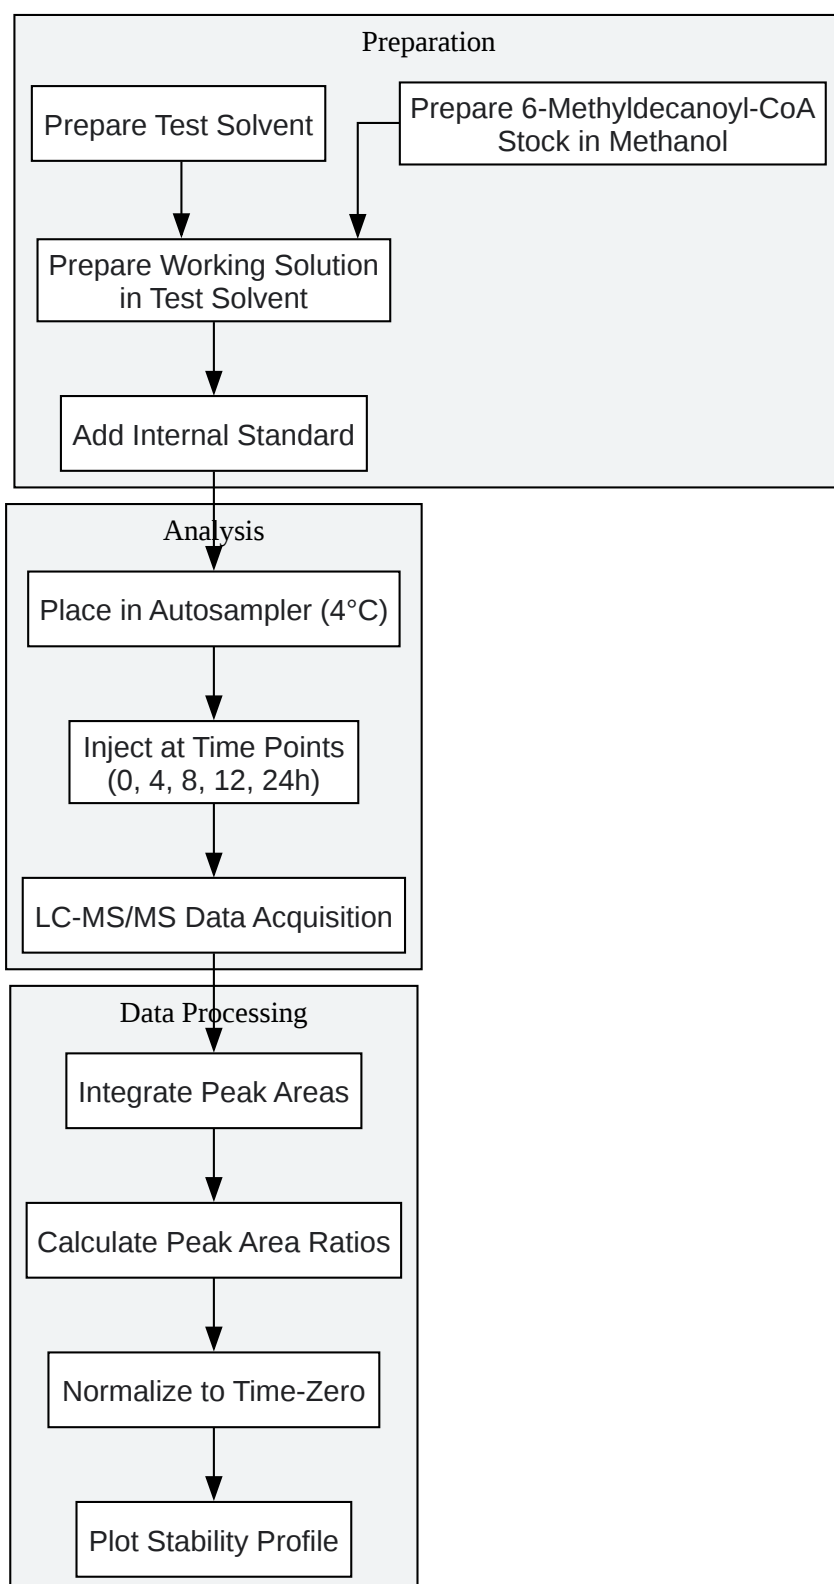 Preparation
Prepare Test Solvent
Prepare 6-Methyldecanoyl-CoA
Stock in Methanol
Prepare Working Solution
in Test Solvent
Add Internal Standard
Analysis
Place in Autosampler (4°C)
Inject at Time Points
(0, 4, 8, 12, 24h)
LC-MS/MS Data Acquisition
Data Processing
Integrate Peak Areas
Calculate Peak Area Ratios
Normalize to Time-Zero
Plot Stability Profile